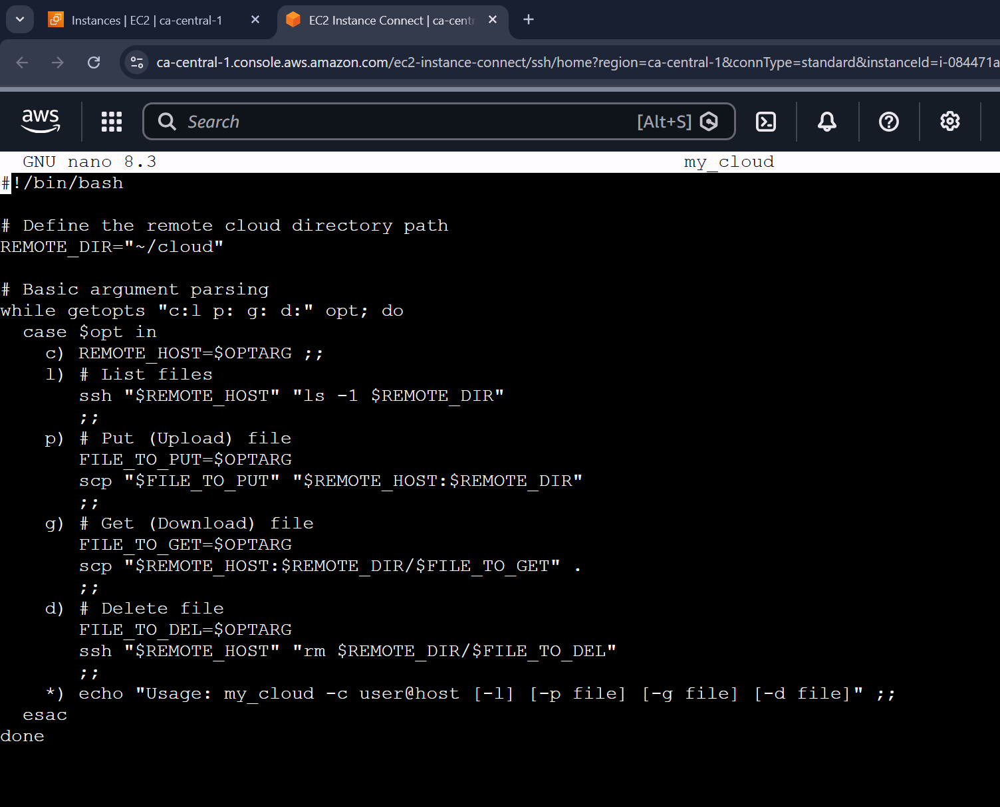 Instances | EC2 | ca-central-1
EC2 Instance Connect | ca-cent
ca-central-1.console.aws.amazon.com/ec2-instance-connect/ssh/home?region=ca-central-1&connType=standard&instanceId=i-084471a
aws
Search [Alt+S]
GNU nano 8.3 my_cloud
#!/bin/bash
# Define the remote cloud directory path
REMOTE_DIR="~/cloud"
# Basic argument parsing
while getopts "c:l p: g: d:" opt; do
  case $opt in
    c) REMOTE_HOST=$OPTARG ;;
    l) # List files
       ssh "$REMOTE_HOST" "ls -1 $REMOTE_DIR"
       ;;
    p) # Put (Upload) file
       FILE_TO_PUT=$OPTARG
       scp "$FILE_TO_PUT" "$REMOTE_HOST:$REMOTE_DIR"
       ;;
    g) # Get (Download) file
       FILE_TO_GET=$OPTARG
       scp "$REMOTE_HOST:$REMOTE_DIR/$FILE_TO_GET" .
       ;;
    d) # Delete file
       FILE_TO_DEL=$OPTARG
       ssh "$REMOTE_HOST" "rm $REMOTE_DIR/$FILE_TO_DEL"
       ;;
    *) echo "Usage: my_cloud -c user@host [-l] [-p file] [-g file] [-d file]" ;;
  esac
done